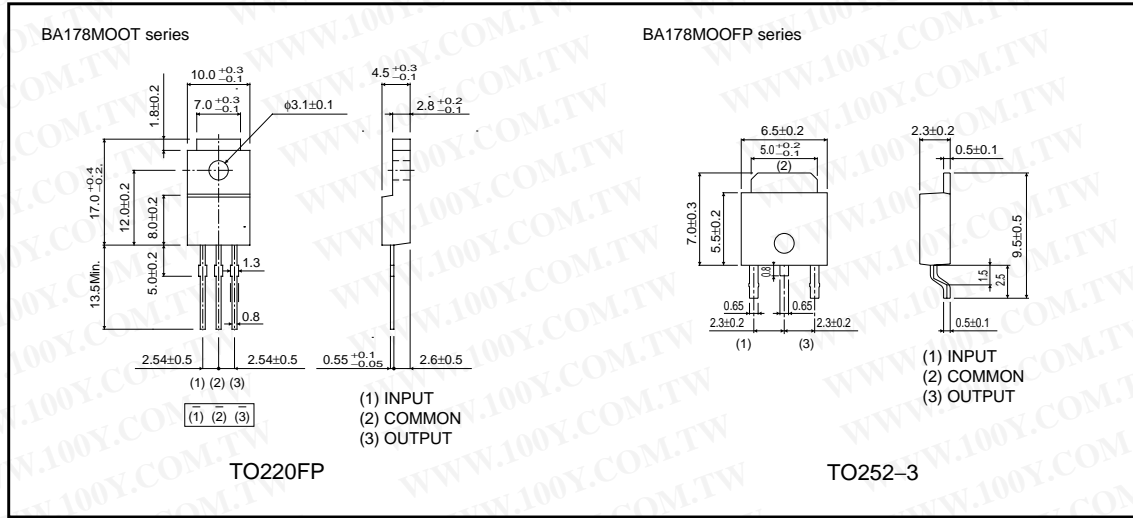 BA178MOOT series
10.0 +0.3 −0.1
7.0 +0.3 −0.1
1.8±0.2
φ3.1±0.1
17.0 +0.4 −0.2.
12.0±0.2
8.0±0.2
13.5Min.
5.0±0.2
1.3
0.8
2.54±0.5
2.54±0.5
(1) (2) (3)
(1) (2) (3)
4.5 +0.3 −0.1
2.8 +0.2 −0.1
0.55 +0.1 −0.05
2.6±0.5
(1) INPUT
(2) COMMON
(3) OUTPUT
TO220FP
BA178MOOFP series
6.5±0.2
5.0 +0.2 −0.1
(2)
7.0±0.3
5.5±0.2
0.8
0.65
0.65
2.3±0.2
2.3±0.2
(1)
(3)
2.3±0.2
0.5±0.1
9.5±0.5
1.5
2.5
0.5±0.1
(1) INPUT
(2) COMMON
(3) OUTPUT
TO252−3
WWW.100Y.COM.TW